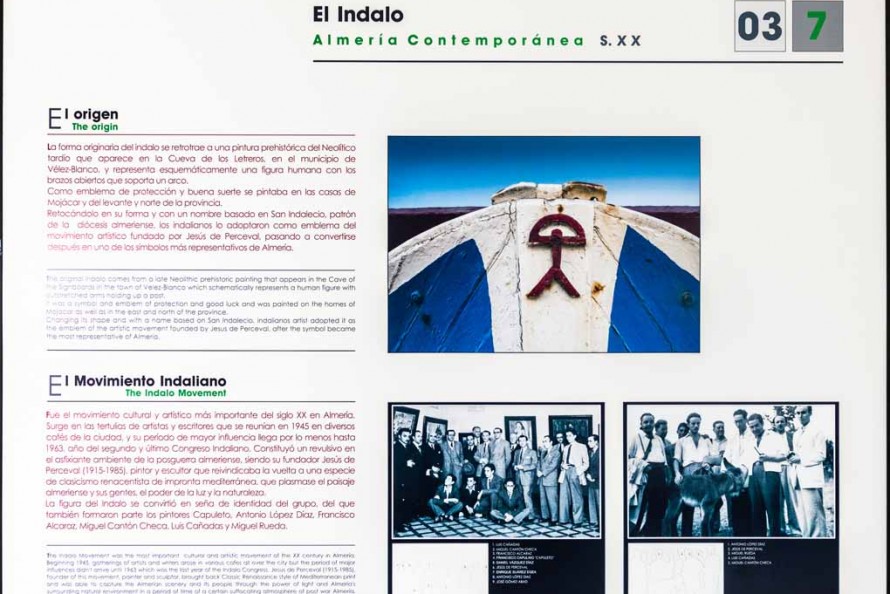 El Indalo
Almería Contemporánea S. XX
03
7
El origen
The origin
La forma originaria del indalo se retrotrae a una pintura prehistórica del Neolítico
tardío que aparece en la Cueva de los Letreros, en el municipio de
Vélez-Blanco, y representa esquemáticamente una figura humana con los
brazos abiertos que soporta un arco.
Como emblema de protección y buena suerte se pintaba en las casas de
Mojácar y del levante y norte de la provincia.
Retocándolo en su forma y con un nombre basado en San Indalecio, patrón
de la diócesis almeriense, los indalianos lo adoptaron como emblema del
movimiento artístico fundado por Jesús de Perceval, pasando a convertirse
después en uno de los símbolos más representativos de Almería.
The original Indalo comes from a late Neolithic prehistoric painting that appears in the Cave of
the Signboards in the town of Velez-Blanco which schematically represents a human figure with
outstretched arms holding up a post.
It was a symbol and emblem of protection and good luck and was painted on the homes of
Mojacar as well as in the east and north of the province.
Changing its shape and with a name based on San Indalecio, indalianos artist adopted it as
the emblem of the artistic movement founded by Jesus de Perceval, after the symbol became
the most representative of Almeria.
El Movimiento Indaliano
The Indalo Movement
Fue el movimiento cultural y artístico más importante del siglo XX en Almería.
Surge en las tertulias de artistas y escritores que se reunían en 1945 en diversos
cafés de la ciudad, y su periodo de mayor influencia llega por lo menos hasta
1963, año del segundo y último Congreso Indaliano. Constituyó un revulsivo en
el asfixiante ambiente de la posguerra almeriense, siendo su fundador Jesús de
Perceval (1915-1985), pintor y escultor que reivindicaba la vuelta a una especie
de clasicismo renacentista de impronta mediterránea, que plasmase el paisaje
almeriense y sus gentes, el poder de la luz y la naturaleza.
La figura del Indalo se convirtió en seña de identidad del grupo, del que
también formaron parte los pintores Capuleto, Antonio López Díaz, Francisco
Alcaraz, Miguel Cantón Checa, Luis Cañadas y Miguel Rueda.
The Indalo Movement was the most important cultural and artistic movement of the XX century in Almeria.
Beginning 1945, gatherings of artists and writers arose in various cafes all over the city but the period of major
influences didn't arrive until 1963 which was the last year of the Indalo Congress. Jesus de Perceval (1915-1985),
founder of this movement, painter and sculptor, brought back Classic Renaissance style of Mediterranean print
and was able to capture the Almerian scenery and its people through the power of light and Almeria's
surrounding natural environment in a period of time of a certain suffocating atmosphere of post war Almeria.
1 LUIS CAÑADAS
2 MIGUEL CANTÓN CHECA
3 FRANCISCO ALCARAZ
4 FRANCISCO CAPULINO "CAPULETO"
5 DANIEL VÁZQUEZ DÍAZ
6 JESÚS DE PERCEVAL
8 ANTONIO LÓPEZ DÍAZ
1 ANTONIO LÓPEZ DÍAZ
2 JESÚS DE PERCEVAL
3 MIGUEL RUEDA
4 LUIS CAÑADAS
5 MIGUEL CANTÓN CHECA